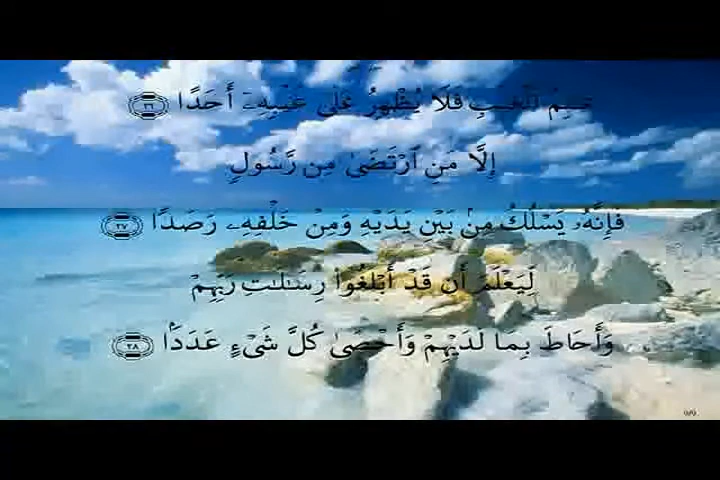 عَٰلِمُ ٱلْغَيْبِ فَلَا يُظْهِرُ عَلَىٰ غَيْبِهِۦٓ أَحَدًا ٢٦
إِلَّا مَنِ ٱرْتَضَىٰ مِن رَّسُولٍ
فَإِنَّهُۥ يَسْلُكُ مِنۢ بَيْنِ يَدَيْهِ وَمِنْ خَلْفِهِۦ رَصَدًا ٢٧
لِّيَعْلَمَ أَن قَدْ أَبْلَغُوا۟ رِسَٰلَٰتِ رَبِّهِمْ
وَأَحَاطَ بِمَا لَدَيْهِمْ وَأَحْصَىٰ كُلَّ شَىْءٍ عَدَدًۢا ٢٨